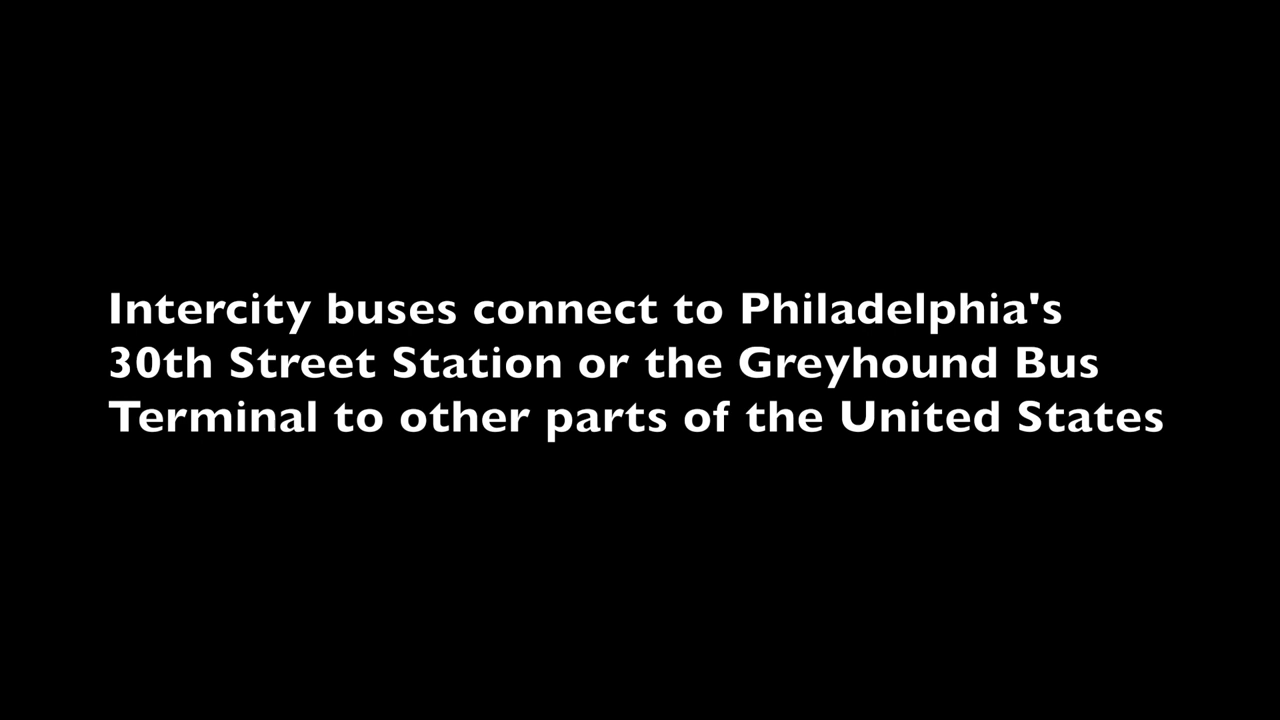 Intercity buses connect to Philadelphia's
30th Street Station or the Greyhound Bus
Terminal to other parts of the United States